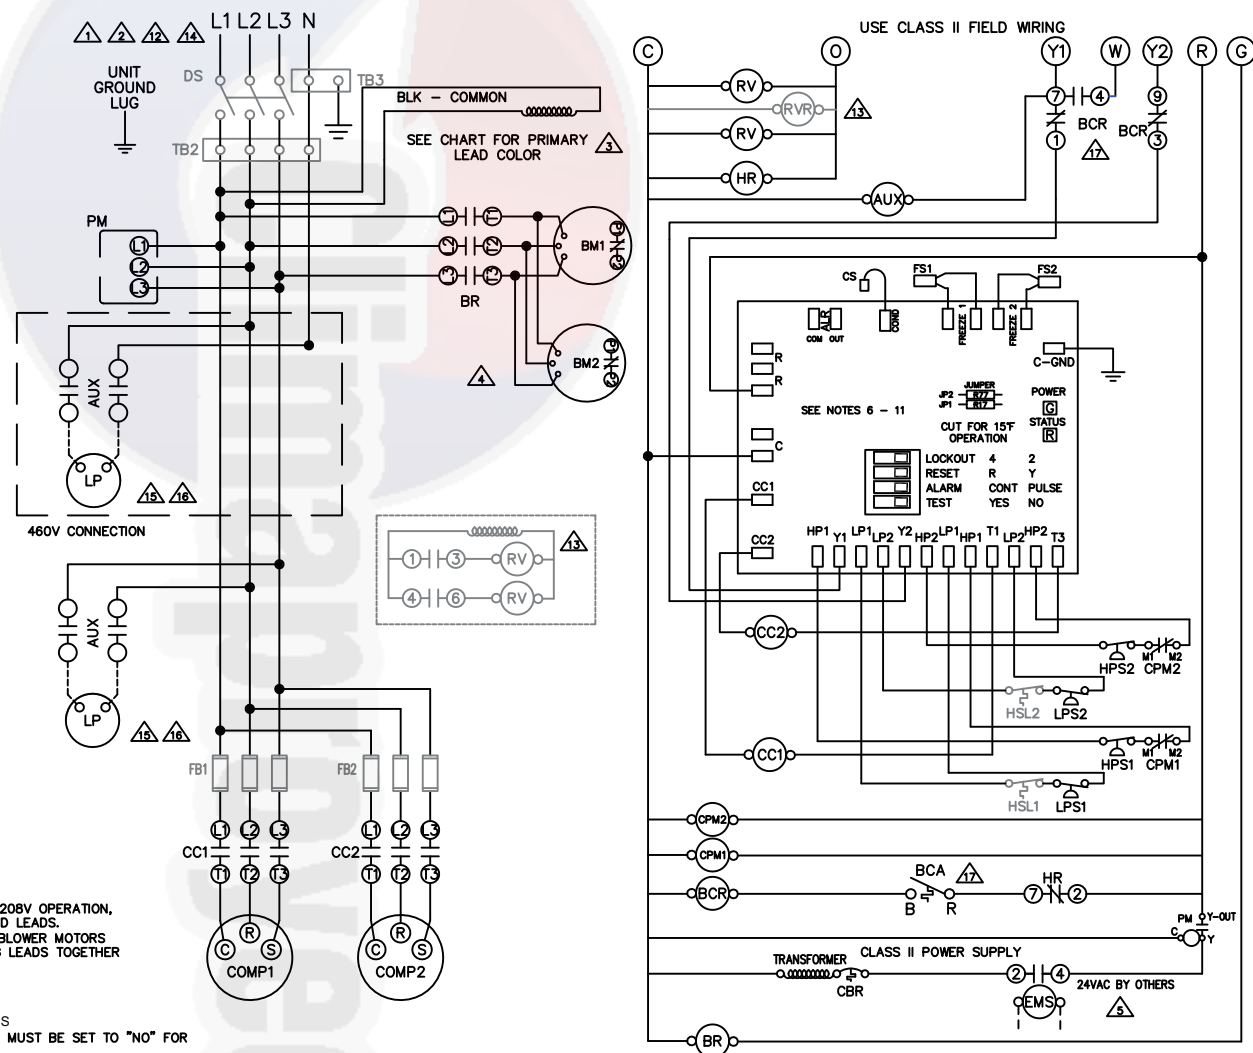 L1 L2 L3 N
1 2 12 14
UNIT
GROUND
LUG
DS
TB3
BLK - COMMON
SEE CHART FOR PRIMARY
LEAD COLOR
3
TB2
PM
L1
L2
L3
L1 T1
L2 T2
L3 T3
BR
BM1
BM2
4
AUX
LP
15 16
460V CONNECTION
13
1 3 RV
4 6 RV
AUX
LP
15 16
FB1
FB2
L1 L2 L3
CC1
T1 T2 T3
L1 L2 L3
CC2
T1 T2 T3
C R S
COMP1
C R S
COMP2
208V OPERATION,
D LEADS.
BLOWER MOTORS
LEADS TOGETHER
S
MUST BE SET TO "NO" FOR
Climaprove
USE CLASS II FIELD WIRING
C O Y1 W Y2 R G
RV
RVR
13
RV
HR
AUX
7 4
BCR
17
1
9
BCR
3
CS
FS1
FS2
COM OUT
ALR
COND
FREEZE 1
FREEZE 2
C-GND
R
R
C
CC1
CC2
SEE NOTES 6 - 11
JUMPER
JP2 R77
JP1 R17
CUT FOR 15°F
OPERATION
POWER
G
STATUS
R
LOCKOUT 4 2
RESET R Y
ALARM CONT PULSE
TEST YES NO
HP1 Y1 LP1 LP2 Y2 HP2 LP1 HP1 T1 LP2 HP2 T3
CC2
M1 M2
HPS2 CPM2
HSL2 LPS2
CC1
M1 M2
HPS1 CPM1
HSL1 LPS1
CPM2
CPM1
BCR
BCA
17
B R
HR
7 2
PM Y-OUT
C Y
CLASS II POWER SUPPLY
TRANSFORMER
CBR
2 4
24VAC BY OTHERS
EMS
5
BR